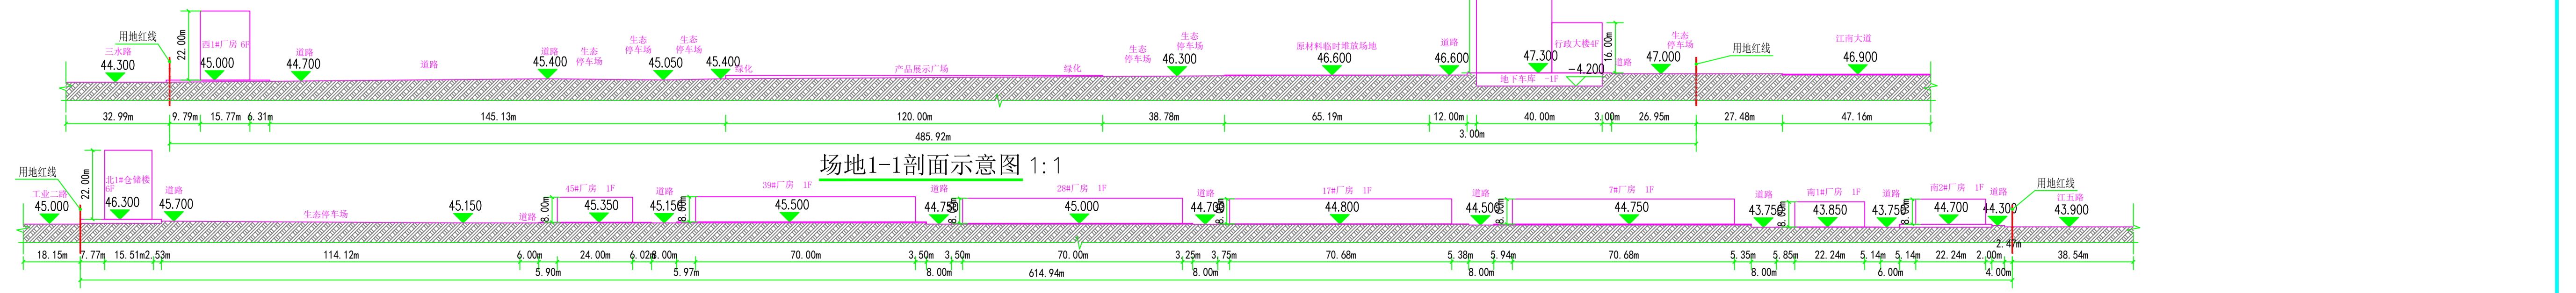 用地红线
22.00m
西1#厂房 6F
三水路
44.300
45.000
道路
44.700
道路
道路
45.400
生态
停车场
生态
停车场
45.050
生态
停车场
45.400
绿化
产品展示广场
绿化
生态
停车场
生态
停车场
46.300
原材料临时堆放场地
46.600
道路
46.600
47.300
行政大楼4F
16.00m
-4.200
地下车库 -1F
道路
生态
停车场
47.000
用地红线
江南大道
46.900
32.99m
9.79m
15.77m
6.31m
145.13m
120.00m
38.78m
65.19m
12.00m
3.00m
40.00m
3.00m
26.95m
27.48m
47.16m
485.92m
场地1-1剖面示意图 1:1
用地红线
22.00m
北1#仓储楼
6F
工业二路
45.000
46.300
道路
45.700
生态停车场
45.150
道路
8.00m
45#厂房 1F
45.350
道路
45.150
8.00m
39#厂房 1F
45.500
道路
44.750
8.00m
28#厂房 1F
45.000
道路
44.700
8.00m
17#厂房 1F
44.800
道路
44.500
8.00m
7#厂房 1F
44.750
道路
43.750
8.00m
南1#厂房 1F
43.850
道路
43.750
8.00m
南2#厂房 1F
44.700
道路
44.300
用地红线
江五路
43.900
18.15m
7.77m
15.51m
2.53m
114.12m
6.00m
5.90m
24.00m
6.02m
8.00m
5.97m
70.00m
3.50m
8.00m
3.50m
70.00m
3.25m
8.00m
3.75m
70.68m
5.38m
8.00m
5.94m
70.68m
5.35m
8.00m
5.85m
22.24m
5.14m
6.00m
5.14m
22.24m
2.00m
4.00m
2.47m
38.54m
614.94m